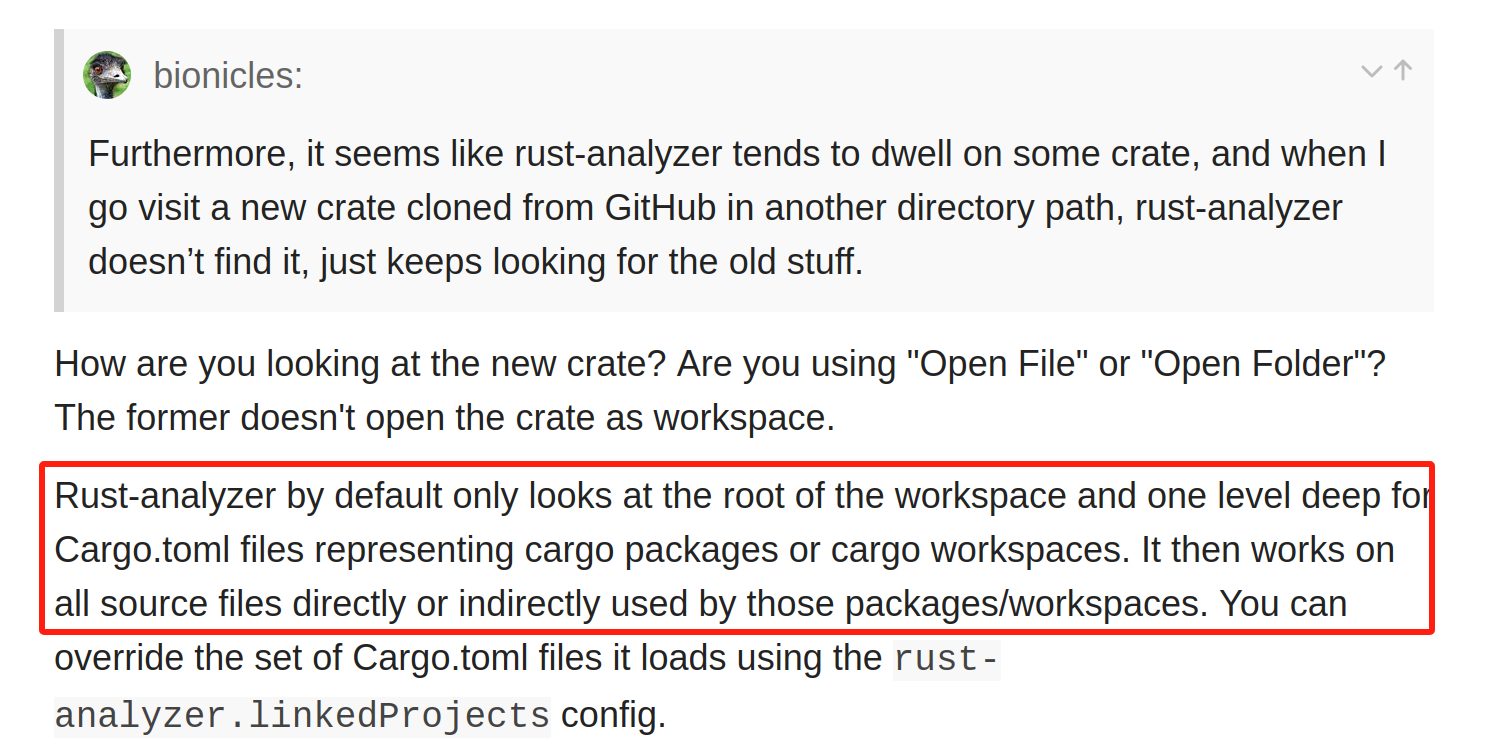 bionicles:
Furthermore, it seems like rust-analyzer tends to dwell on some crate, and when I
go visit a new crate cloned from GitHub in another directory path, rust-analyzer
doesn’t find it, just keeps looking for the old stuff.
How are you looking at the new crate? Are you using "Open File" or "Open Folder"?
The former doesn't open the crate as workspace.
Rust-analyzer by default only looks at the root of the workspace and one level deep for
Cargo.toml files representing cargo packages or cargo workspaces. It then works on
all source files directly or indirectly used by those packages/workspaces. You can
override the set of Cargo.toml files it loads using the rust-
analyzer.linkedProjects config.